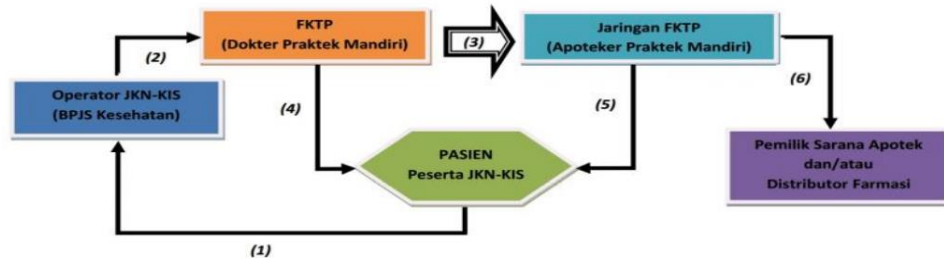 FKTP
(Dokter Praktek Mandiri)
(3)
Jaringan FKTP
(Apoteker Praktek Mandiri)
(2)
(6)
Operator JKN-KIS
(BPJS Kesehatan)
(4)
(5)
PASIEN
Peserta JKN-KIS
Pemilik Sarana Apotek
dan/atau
Distributor Farmasi
(1)